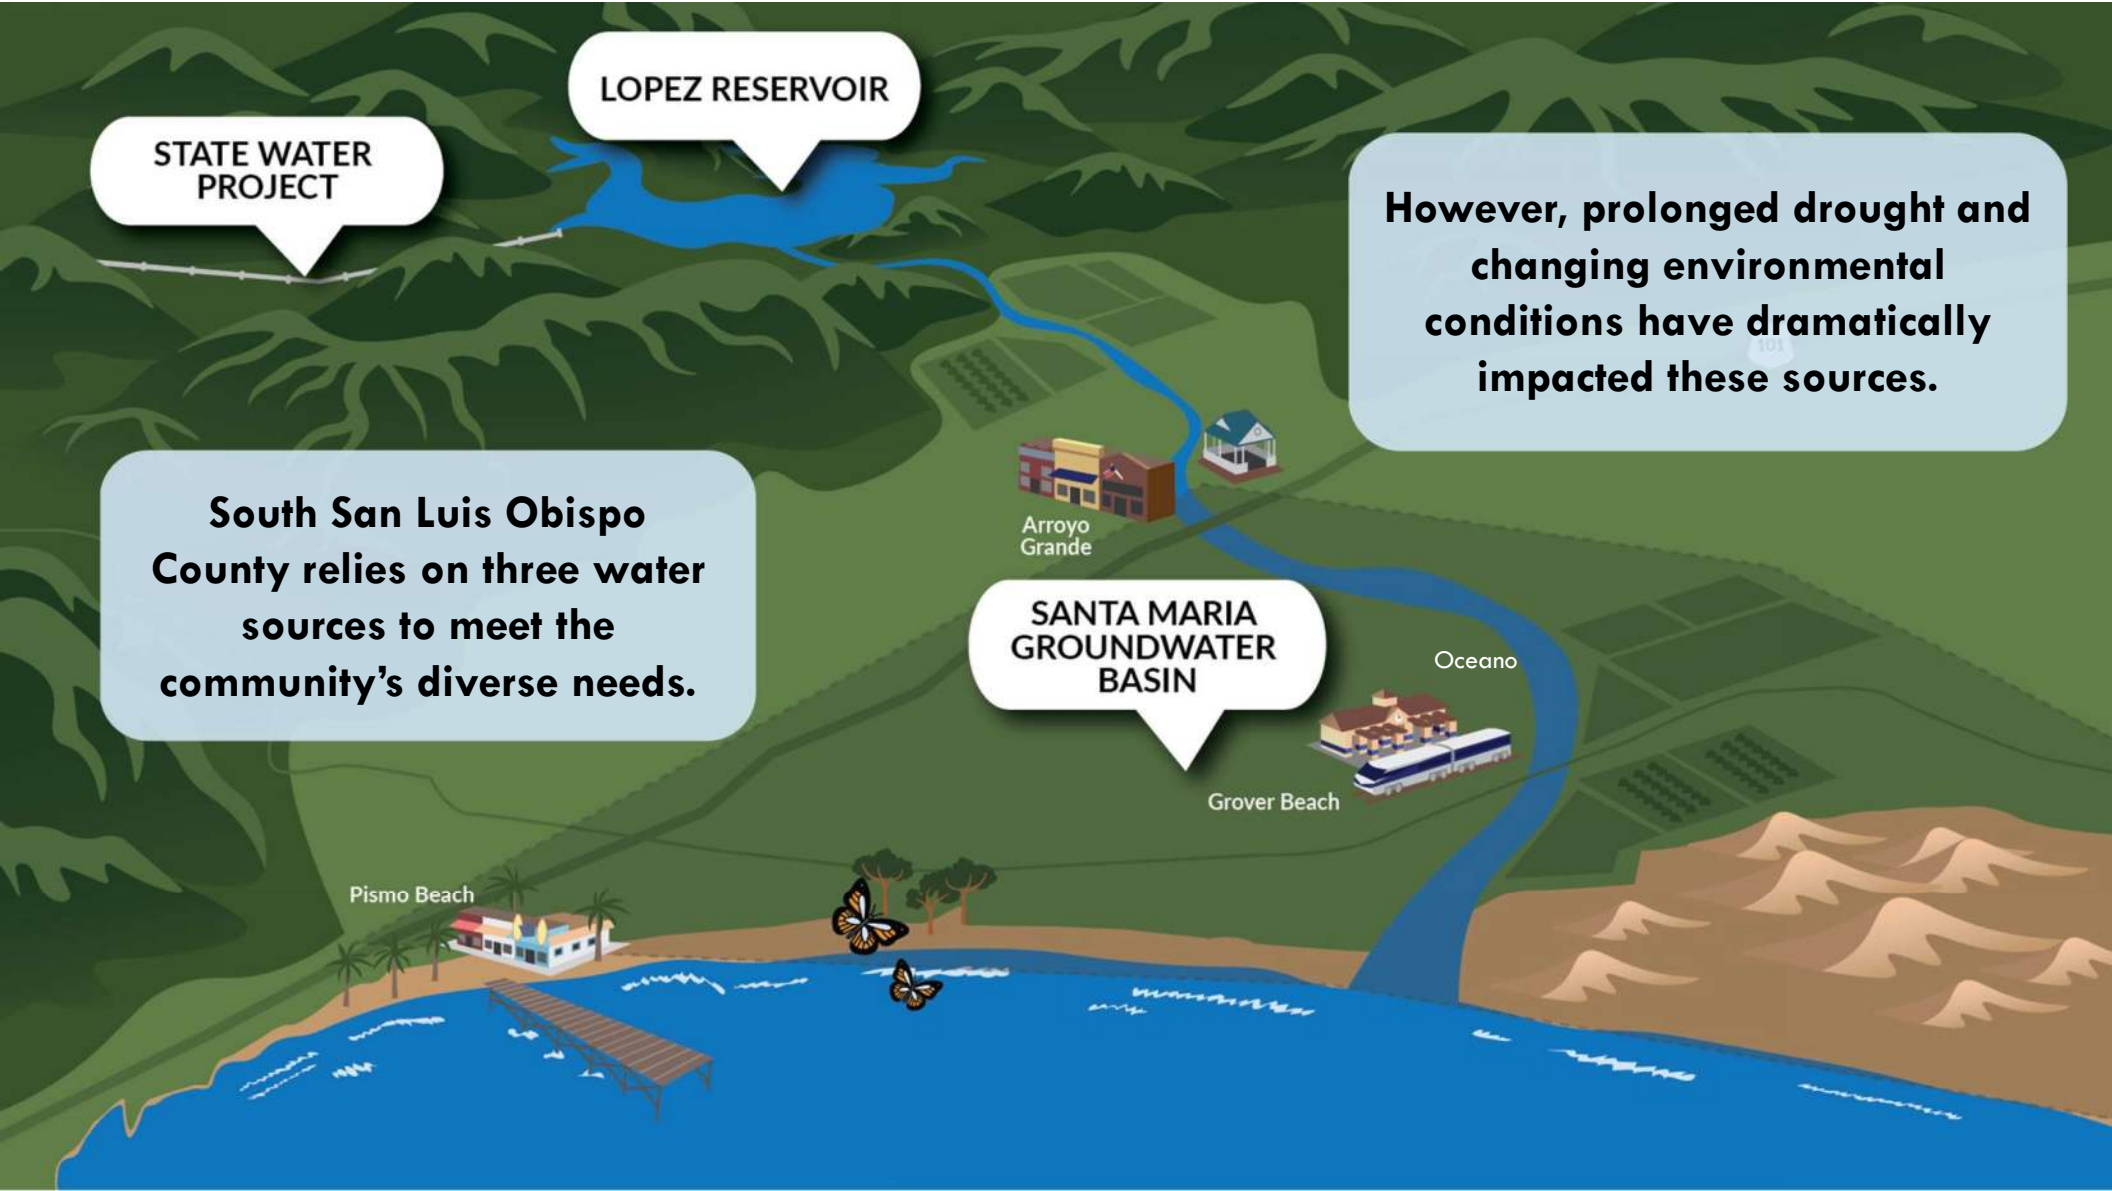 LOPEZ RESERVOIR
STATE WATER
PROJECT
However, prolonged drought and
changing environmental
conditions have dramatically
impacted these sources.
101
South San Luis Obispo
County relies on three water
sources to meet the
community’s diverse needs.
Arroyo
Grande
SANTA MARIA
GROUNDWATER
BASIN
Oceano
Grover Beach
Pismo Beach